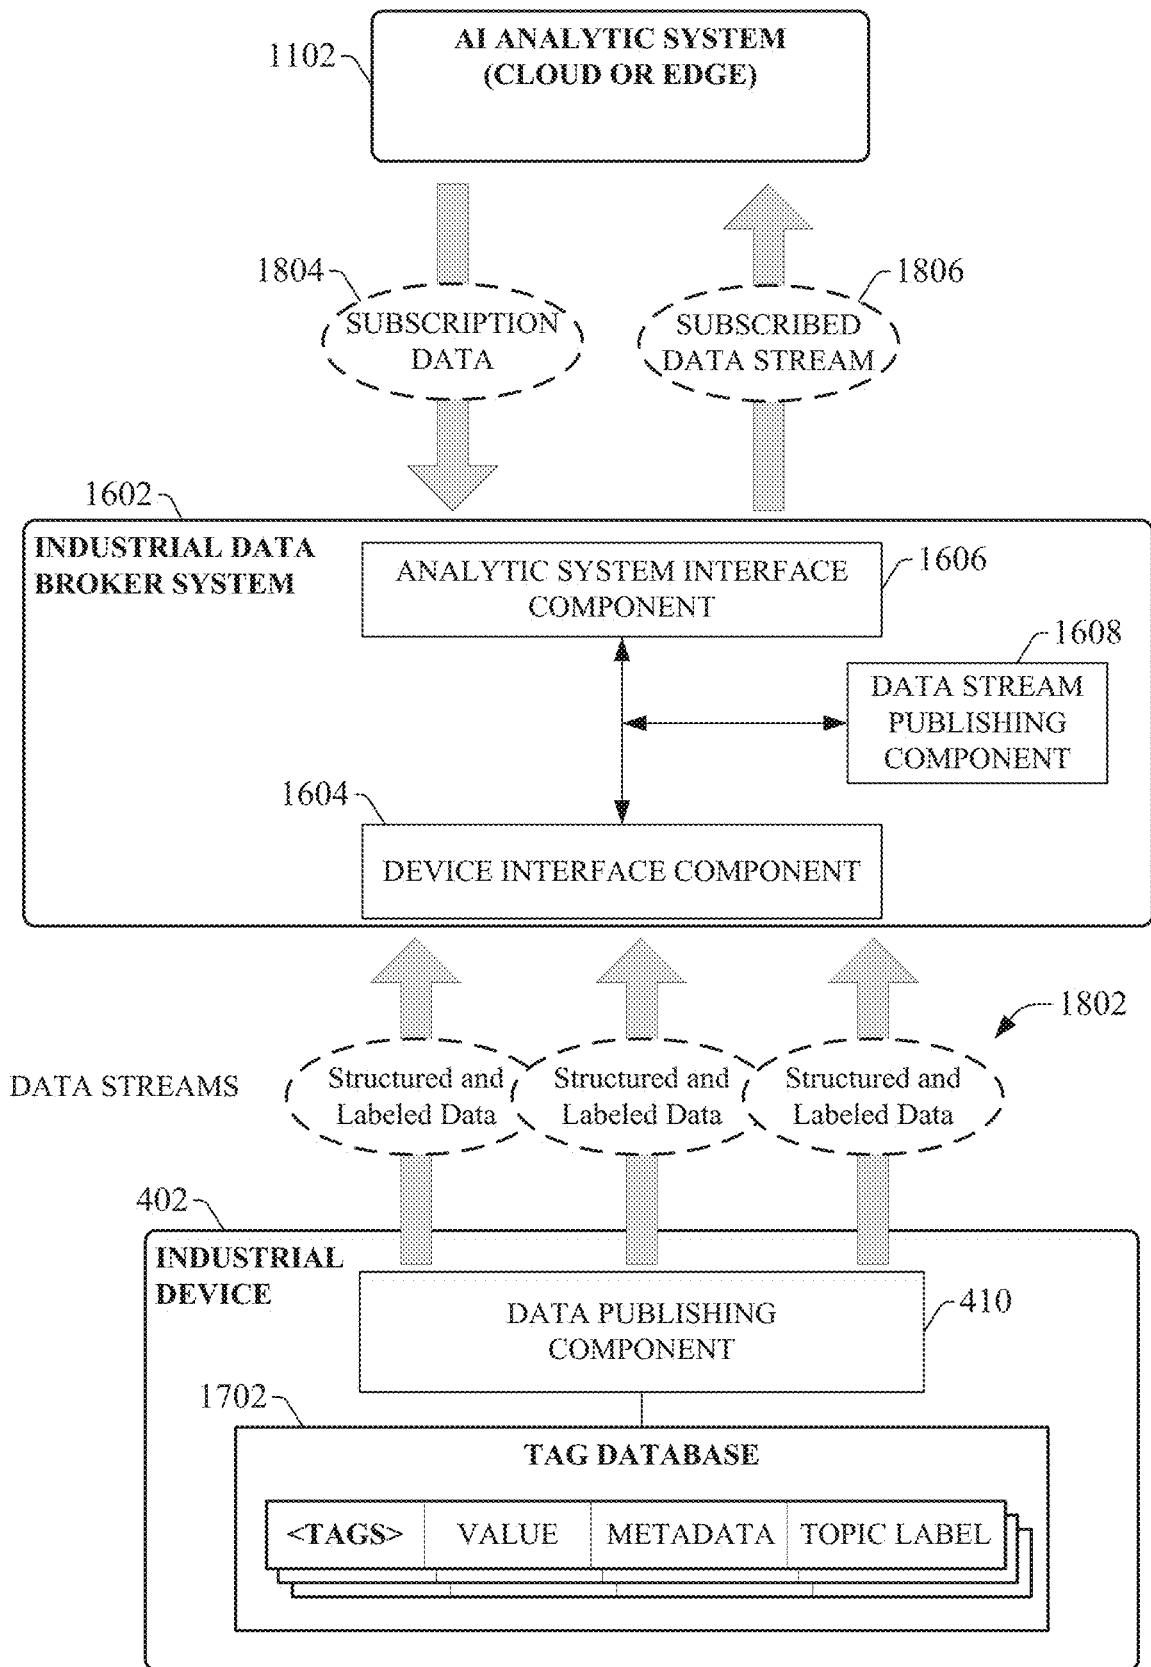 AI ANALYTIC SYSTEM
(CLOUD OR EDGE)
1102
1804
1806
SUBSCRIPTION
DATA
SUBSCRIBED
DATA STREAM
1602
INDUSTRIAL DATA
BROKER SYSTEM
ANALYTIC SYSTEM INTERFACE
COMPONENT
1606
1608
DATA STREAM
PUBLISHING
COMPONENT
1604
DEVICE INTERFACE COMPONENT
1802
DATA STREAMS
Structured and
Labeled Data
Structured and
Labeled Data
Structured and
Labeled Data
402
INDUSTRIAL
DEVICE
DATA PUBLISHING
COMPONENT
410
1702
TAG DATABASE
<TAGS> VALUE METADATA TOPIC LABEL